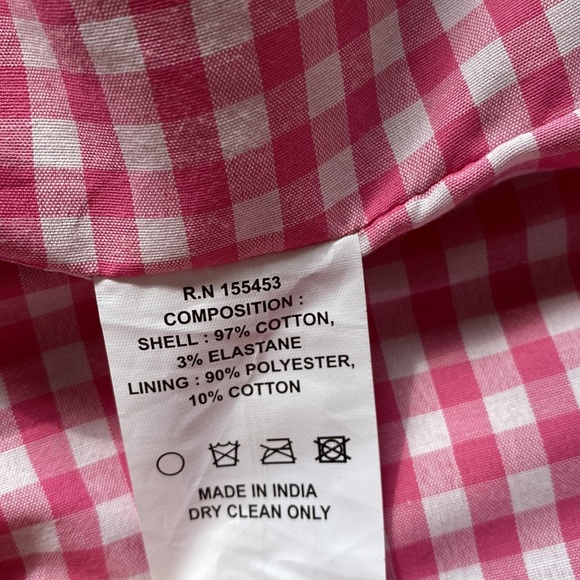 R.N 155453
COMPOSITION :
SHELL : 97% COTTON,
3% ELASTANE
LINING : 90% POLYESTER,
10% COTTON
MADE IN INDIA
DRY CLEAN ONLY